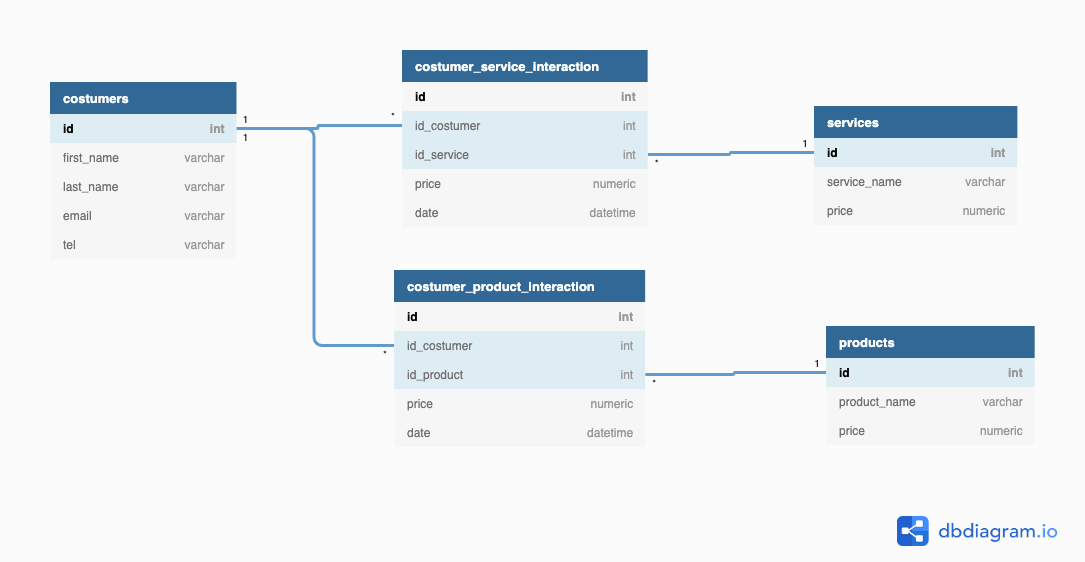 costumers
id int
first_name varchar
last_name varchar
email varchar
tel varchar
1
1
*
*
costumer_service_interaction
id int
id_costumer int
id_service int
price numeric
date datetime
*
1
services
id int
service_name varchar
price numeric
costumer_product_interaction
id int
id_costumer int
id_product int
price numeric
date datetime
*
1
products
id int
product_name varchar
price numeric
dbdiagram.io